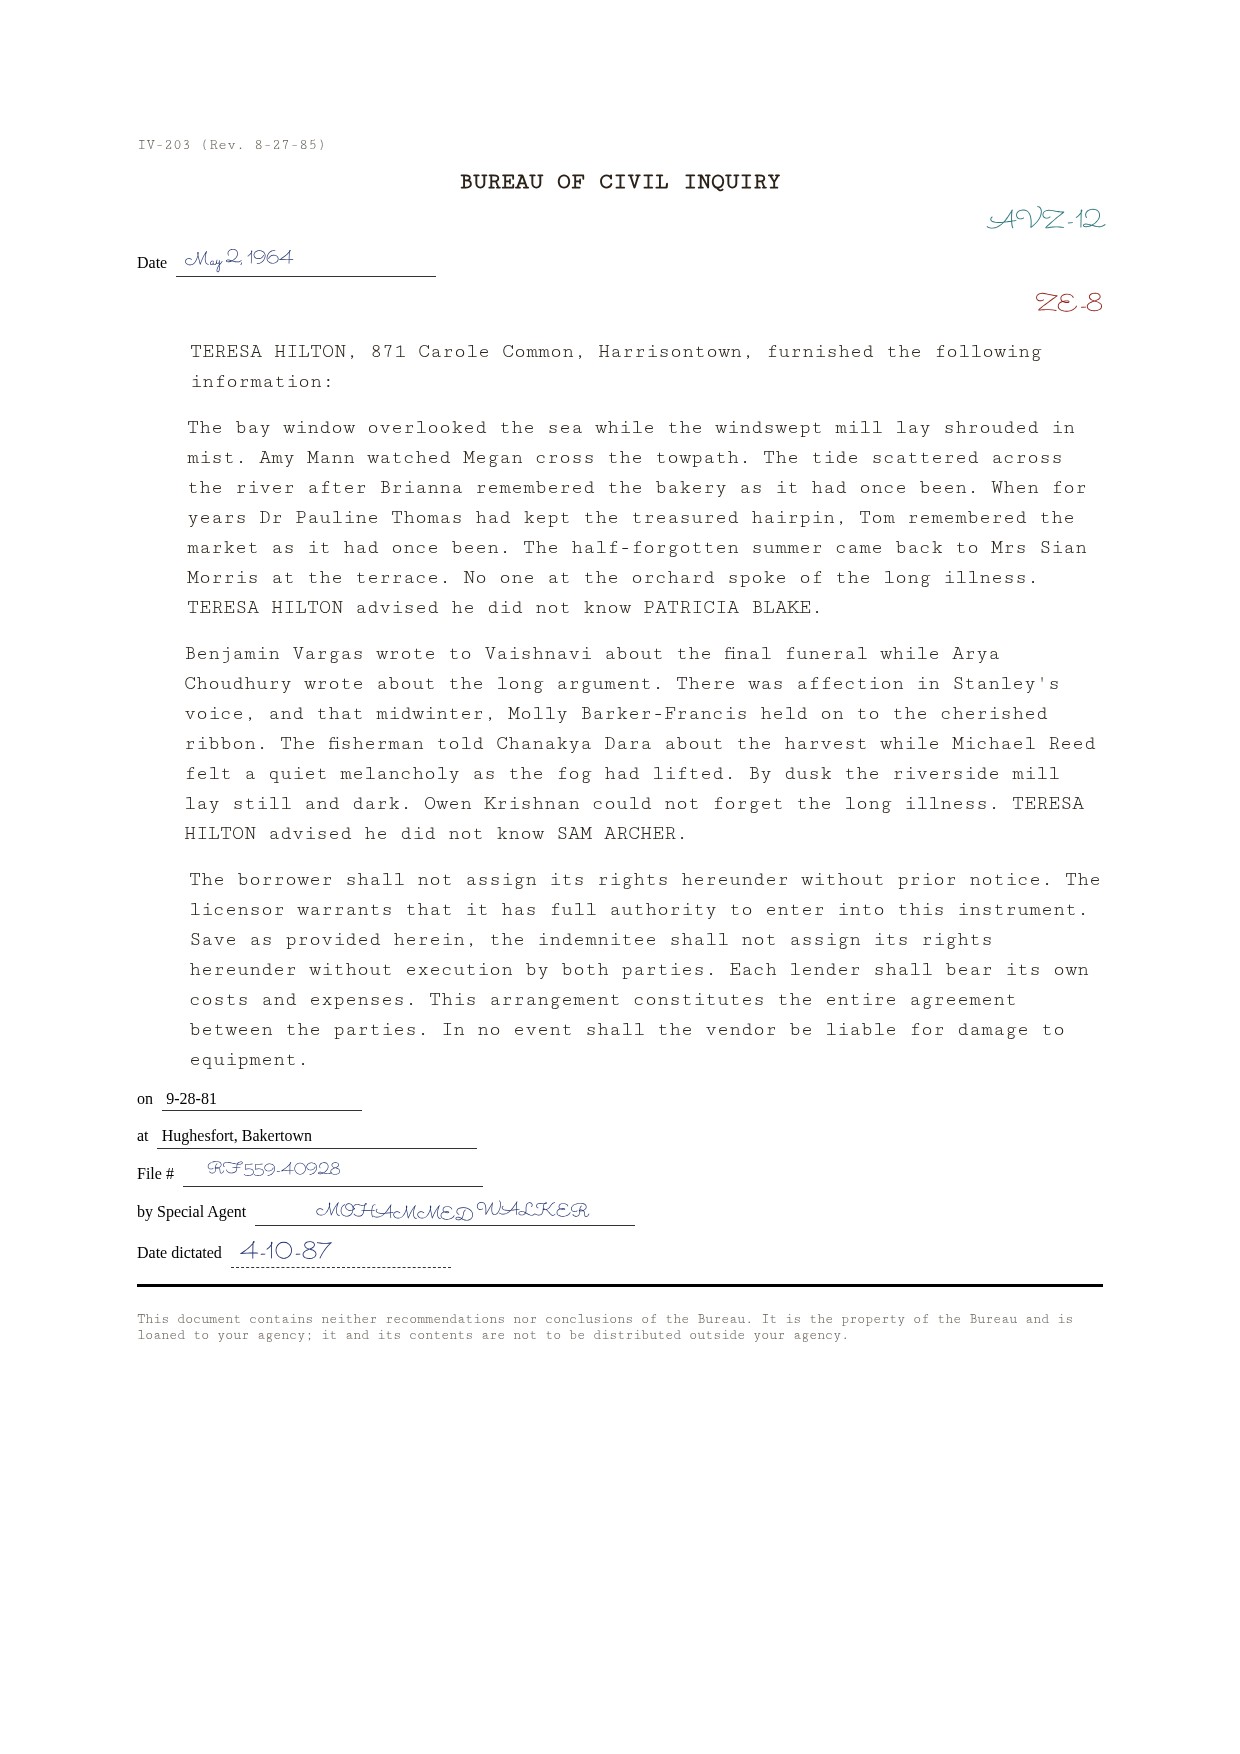 IV-203 (Rev. 8-27-85)
BUREAU OF CIVIL INQUIRY
AVZ-12
Date May 2, 1964
ZE-8
TERESA HILTON, 871 Carole Common, Harrisontown, furnished the following
information:
The bay window overlooked the sea while the windswept mill lay shrouded in
mist. Amy Mann watched Megan cross the towpath. The tide scattered across
the river after Brianna remembered the bakery as it had once been. When for
years Dr Pauline Thomas had kept the treasured hairpin, Tom remembered the
market as it had once been. The half-forgotten summer came back to Mrs Sian
Morris at the terrace. No one at the orchard spoke of the long illness.
TERESA HILTON advised he did not know PATRICIA BLAKE.
Benjamin Vargas wrote to Vaishnavi about the final funeral while Arya
Choudhury wrote about the long argument. There was affection in Stanley's
voice, and that midwinter, Molly Barker-Francis held on to the cherished
ribbon. The fisherman told Chanakya Dara about the harvest while Michael Reed
felt a quiet melancholy as the fog had lifted. By dusk the riverside mill
lay still and dark. Owen Krishnan could not forget the long illness. TERESA
HILTON advised he did not know SAM ARCHER.
The borrower shall not assign its rights hereunder without prior notice. The
licensor warrants that it has full authority to enter into this instrument.
Save as provided herein, the indemnitee shall not assign its rights
hereunder without execution by both parties. Each lender shall bear its own
costs and expenses. This arrangement constitutes the entire agreement
between the parties. In no event shall the vendor be liable for damage to
equipment.
on 9-28-81
at Hughesfort, Bakertown
File # RF 559-40928
by Special Agent MOHAMMED WALKER
Date dictated 4-10-87
This document contains neither recommendations nor conclusions of the Bureau. It is the property of the Bureau and is
loaned to your agency; it and its contents are not to be distributed outside your agency.